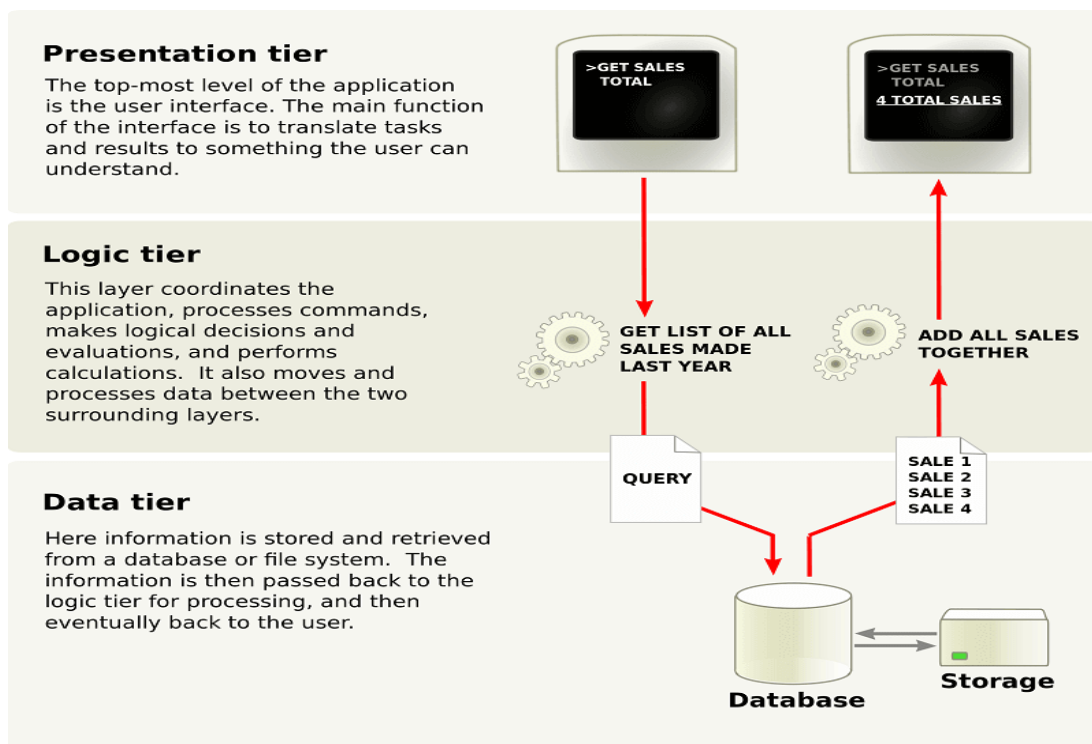 Presentation tier
The top-most level of the application
is the user interface. The main function
of the interface is to translate tasks
and results to something the user can
understand.
>GET SALES
TOTAL
>GET SALES
TOTAL
4 TOTAL SALES
Logic tier
This layer coordinates the
application, processes commands,
makes logical decisions and
evaluations, and performs
calculations.  It also moves and
processes data between the two
surrounding layers.
GET LIST OF ALL
SALES MADE
LAST YEAR
ADD ALL SALES
TOGETHER
QUERY
SALE 1
SALE 2
SALE 3
SALE 4
Data tier
Here information is stored and retrieved
from a database or file system.  The
information is then passed back to the
logic tier for processing, and then
eventually back to the user.
Database
Storage